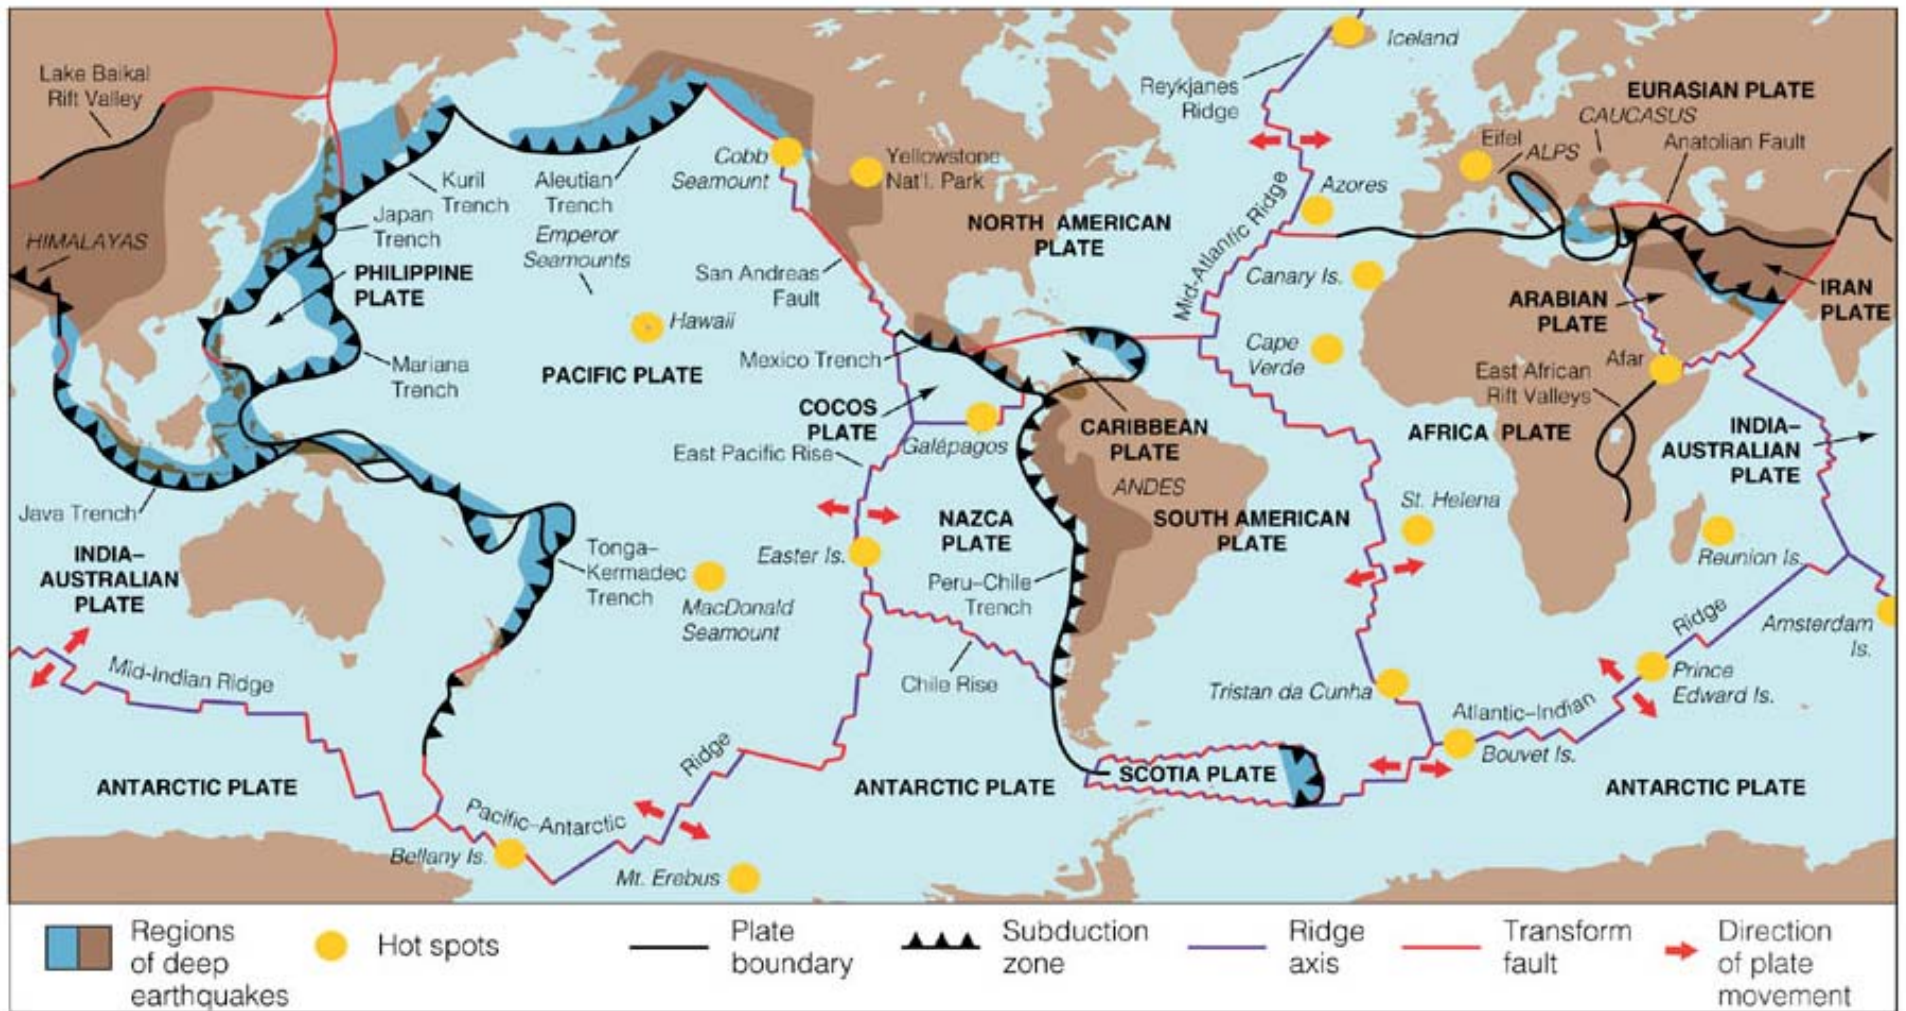 Iceland
Lake Baikal
Rift Valley
Reykjanes
Ridge
EURASIAN PLATE
CAUCASUS
Eifel
ALPS
Anatolian Fault
Cobb
Seamount
Yellowstone
Nat'l. Park
Kuril
Trench
Aleutian
Trench
Azores
Japan
Trench
Emperor
Seamounts
HIMALAYAS
NORTH AMERICAN
PLATE
Mid-Atlantic Ridge
PHILIPPINE
PLATE
San Andreas
Fault
Canary Is.
ARABIAN
PLATE
IRAN
PLATE
Hawaii
Mexico Trench
Cape
Verde
Afar
Mariana
Trench
PACIFIC PLATE
East African
Rift Valleys
COCOS
PLATE
Galápagos
CARIBBEAN
PLATE
AFRICA PLATE
INDIA–
AUSTRALIAN
PLATE
East Pacific Rise
ANDES
Java Trench
NAZCA
PLATE
SOUTH AMERICAN
PLATE
St. Helena
INDIA–
AUSTRALIAN
PLATE
Tonga–
Kermadec
Trench
Easter Is.
Peru–Chile
Trench
Reunion Is.
MacDonald
Seamount
Amsterdam
Is.
Ridge
Mid-Indian Ridge
Chile Rise
Tristan da Cunha
Prince
Edward Is.
Atlantic–Indian
Ridge
Bouvet Is.
SCOTIA PLATE
ANTARCTIC PLATE
ANTARCTIC PLATE
ANTARCTIC PLATE
Pacific–Antarctic
Bellany Is.
Mt. Erebus
Regions
of deep
earthquakes
Hot spots
Plate
boundary
Subduction
zone
Ridge
axis
Transform
fault
Direction
of plate
movement